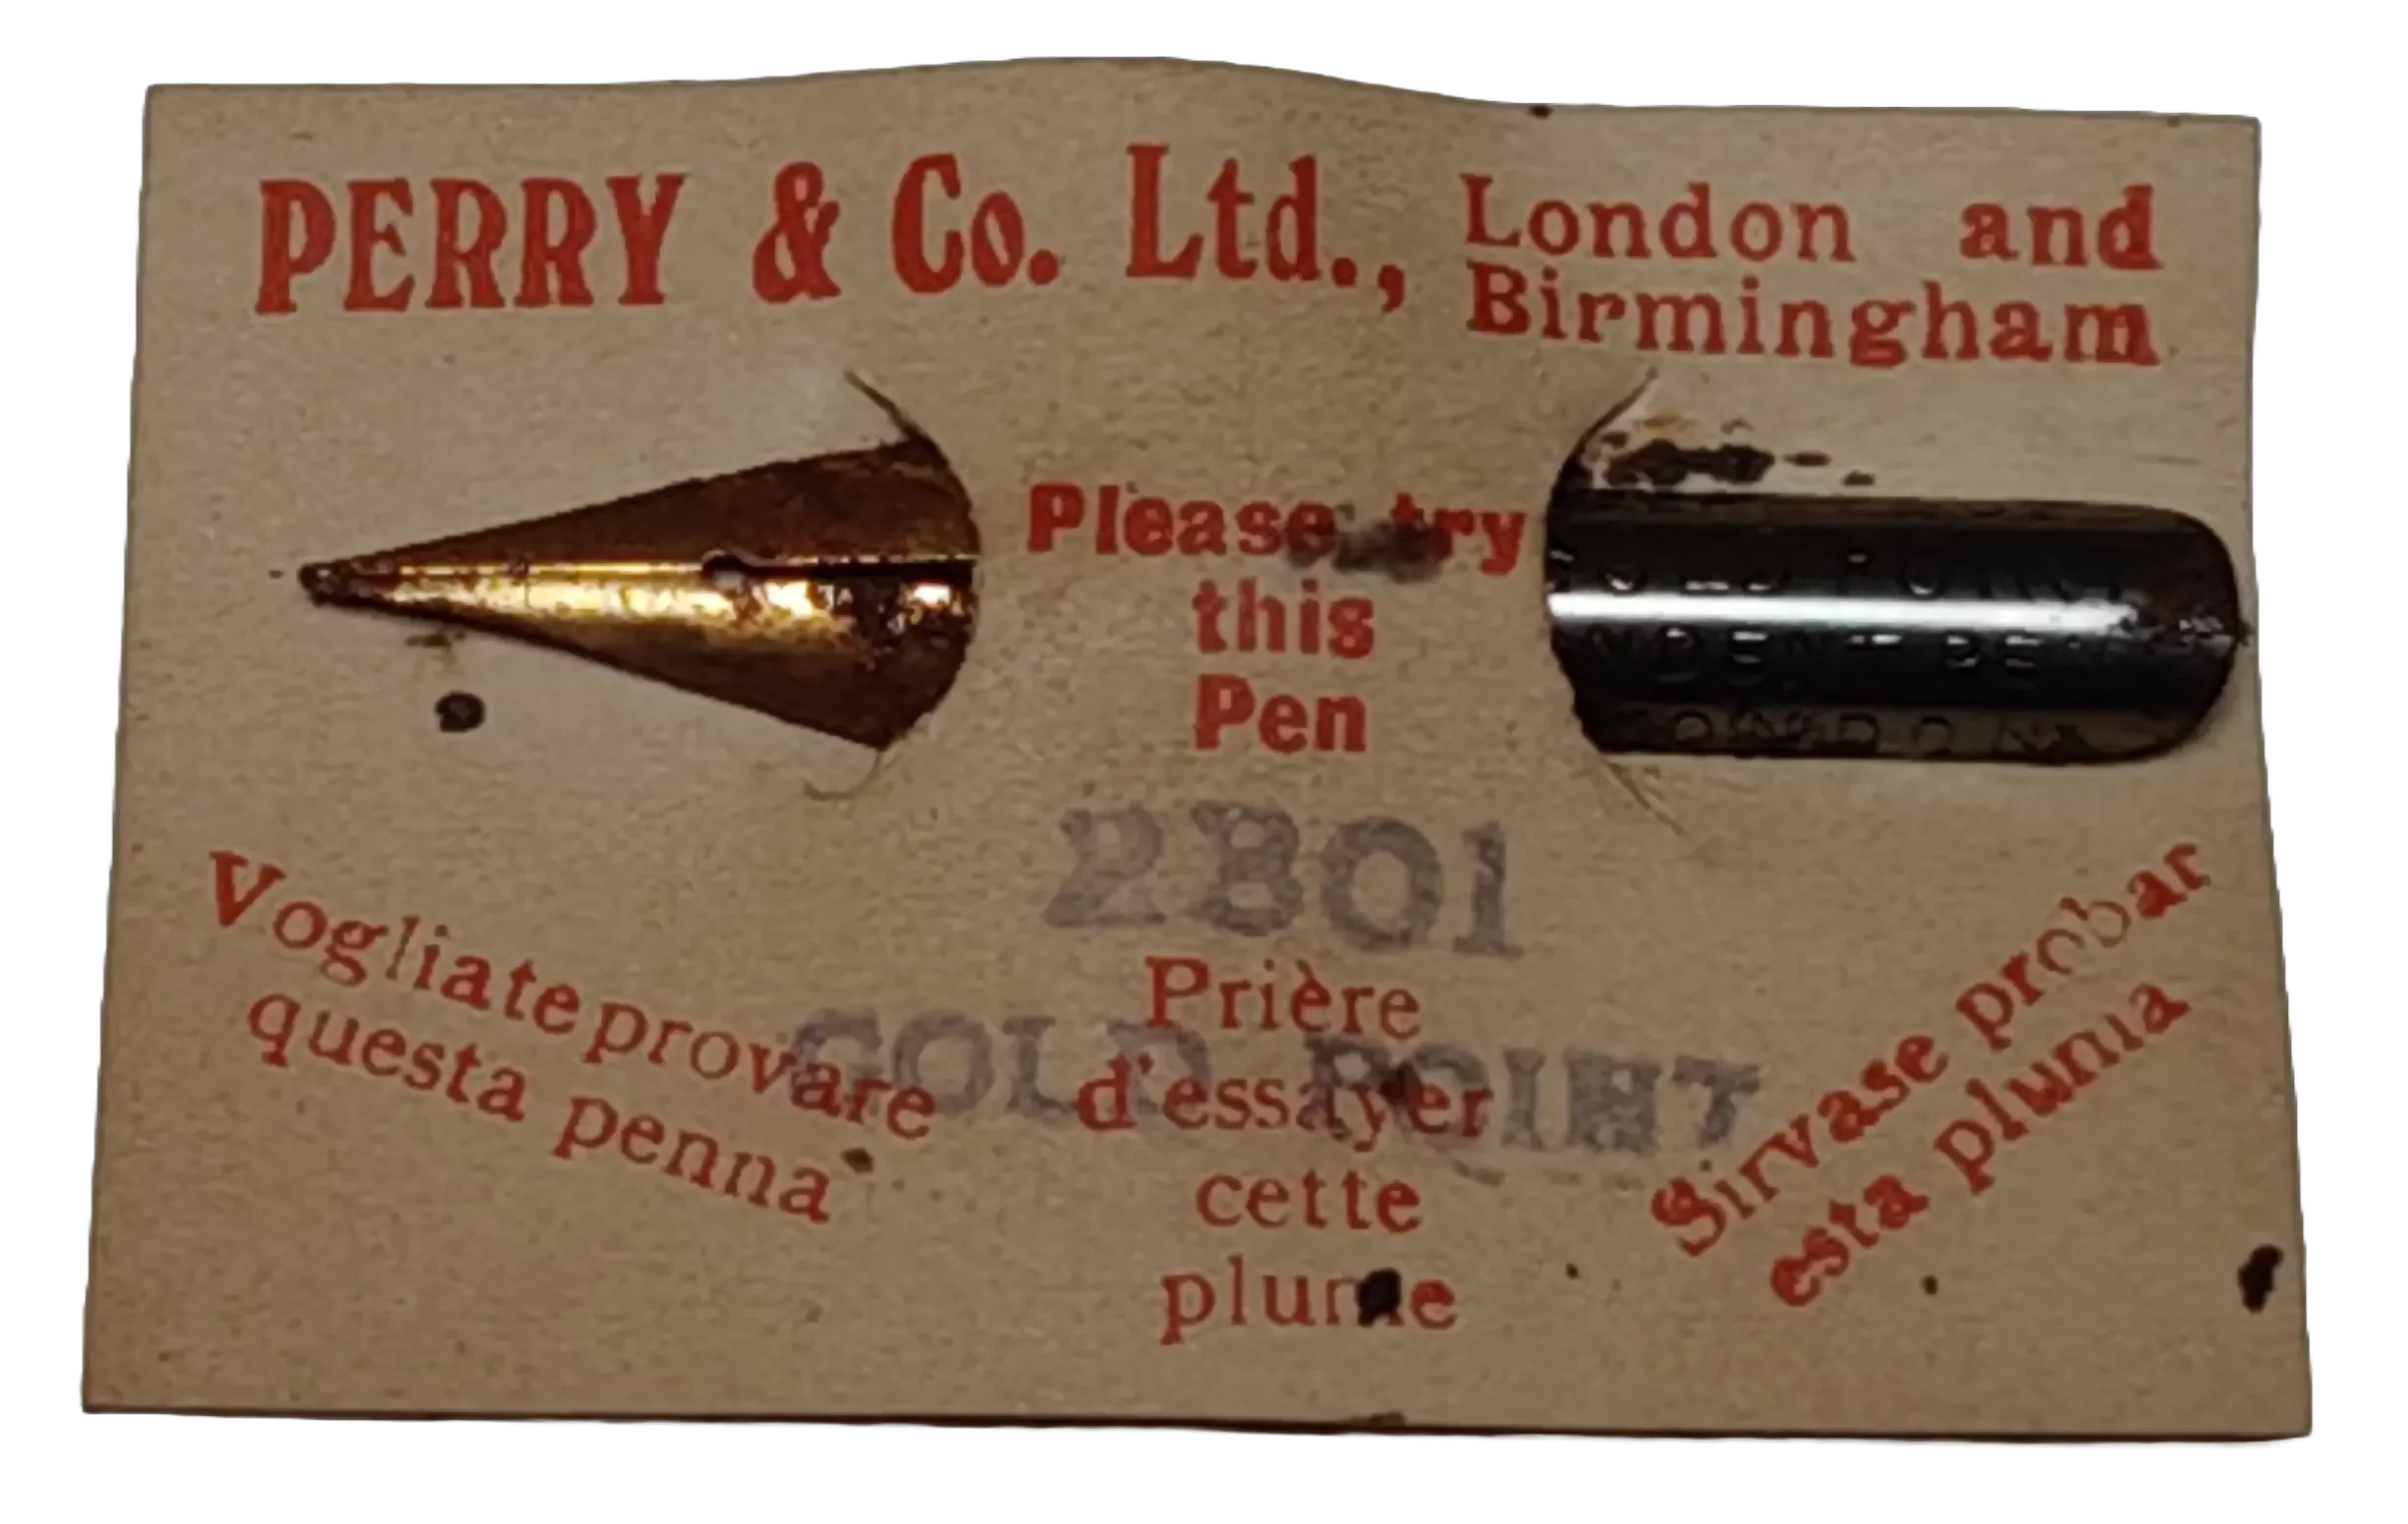 PERRY & Co. Ltd., London and
Birmingham
Please try
this
Pen
2801
GOLD POINT
Vogliate provare
questa penna
Prière
d'essayer
cette
plume
Sirvase probar
esta pluma